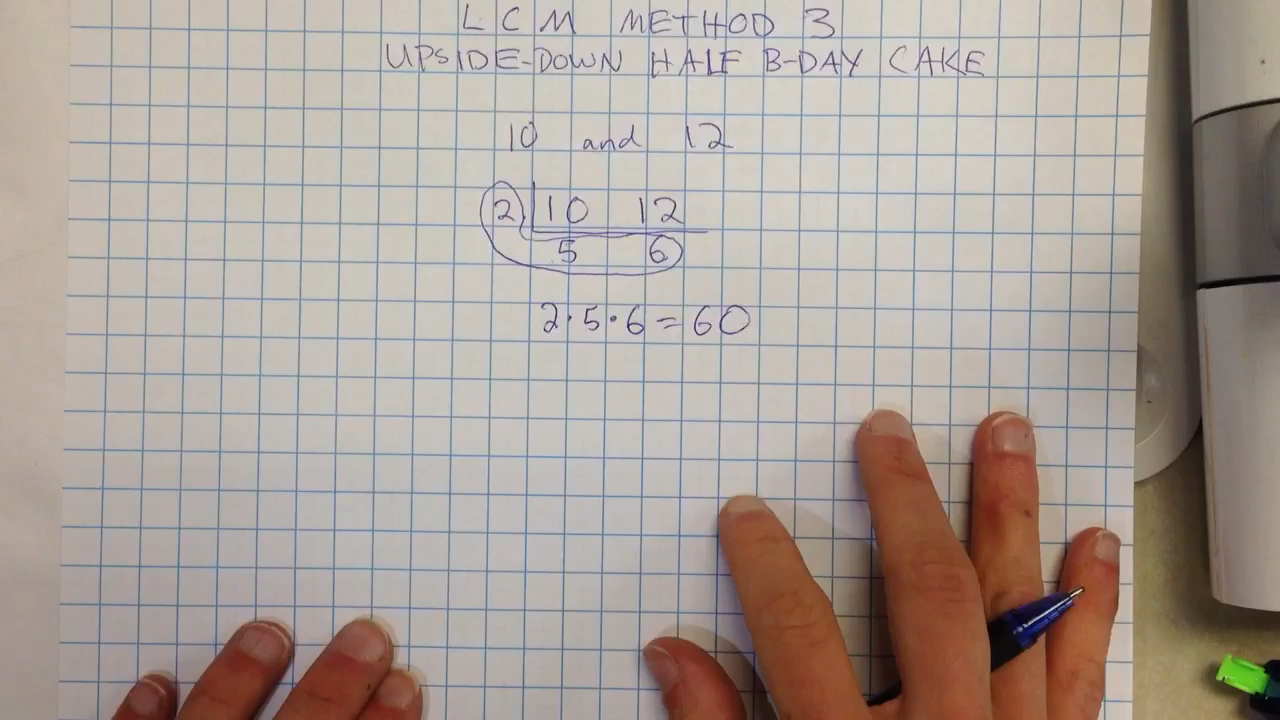 LCM METHOD 3
UPSIDE-DOWN HALF B-DAY CAKE
10 and 12
2 10 12
5 6
2·5·6=60